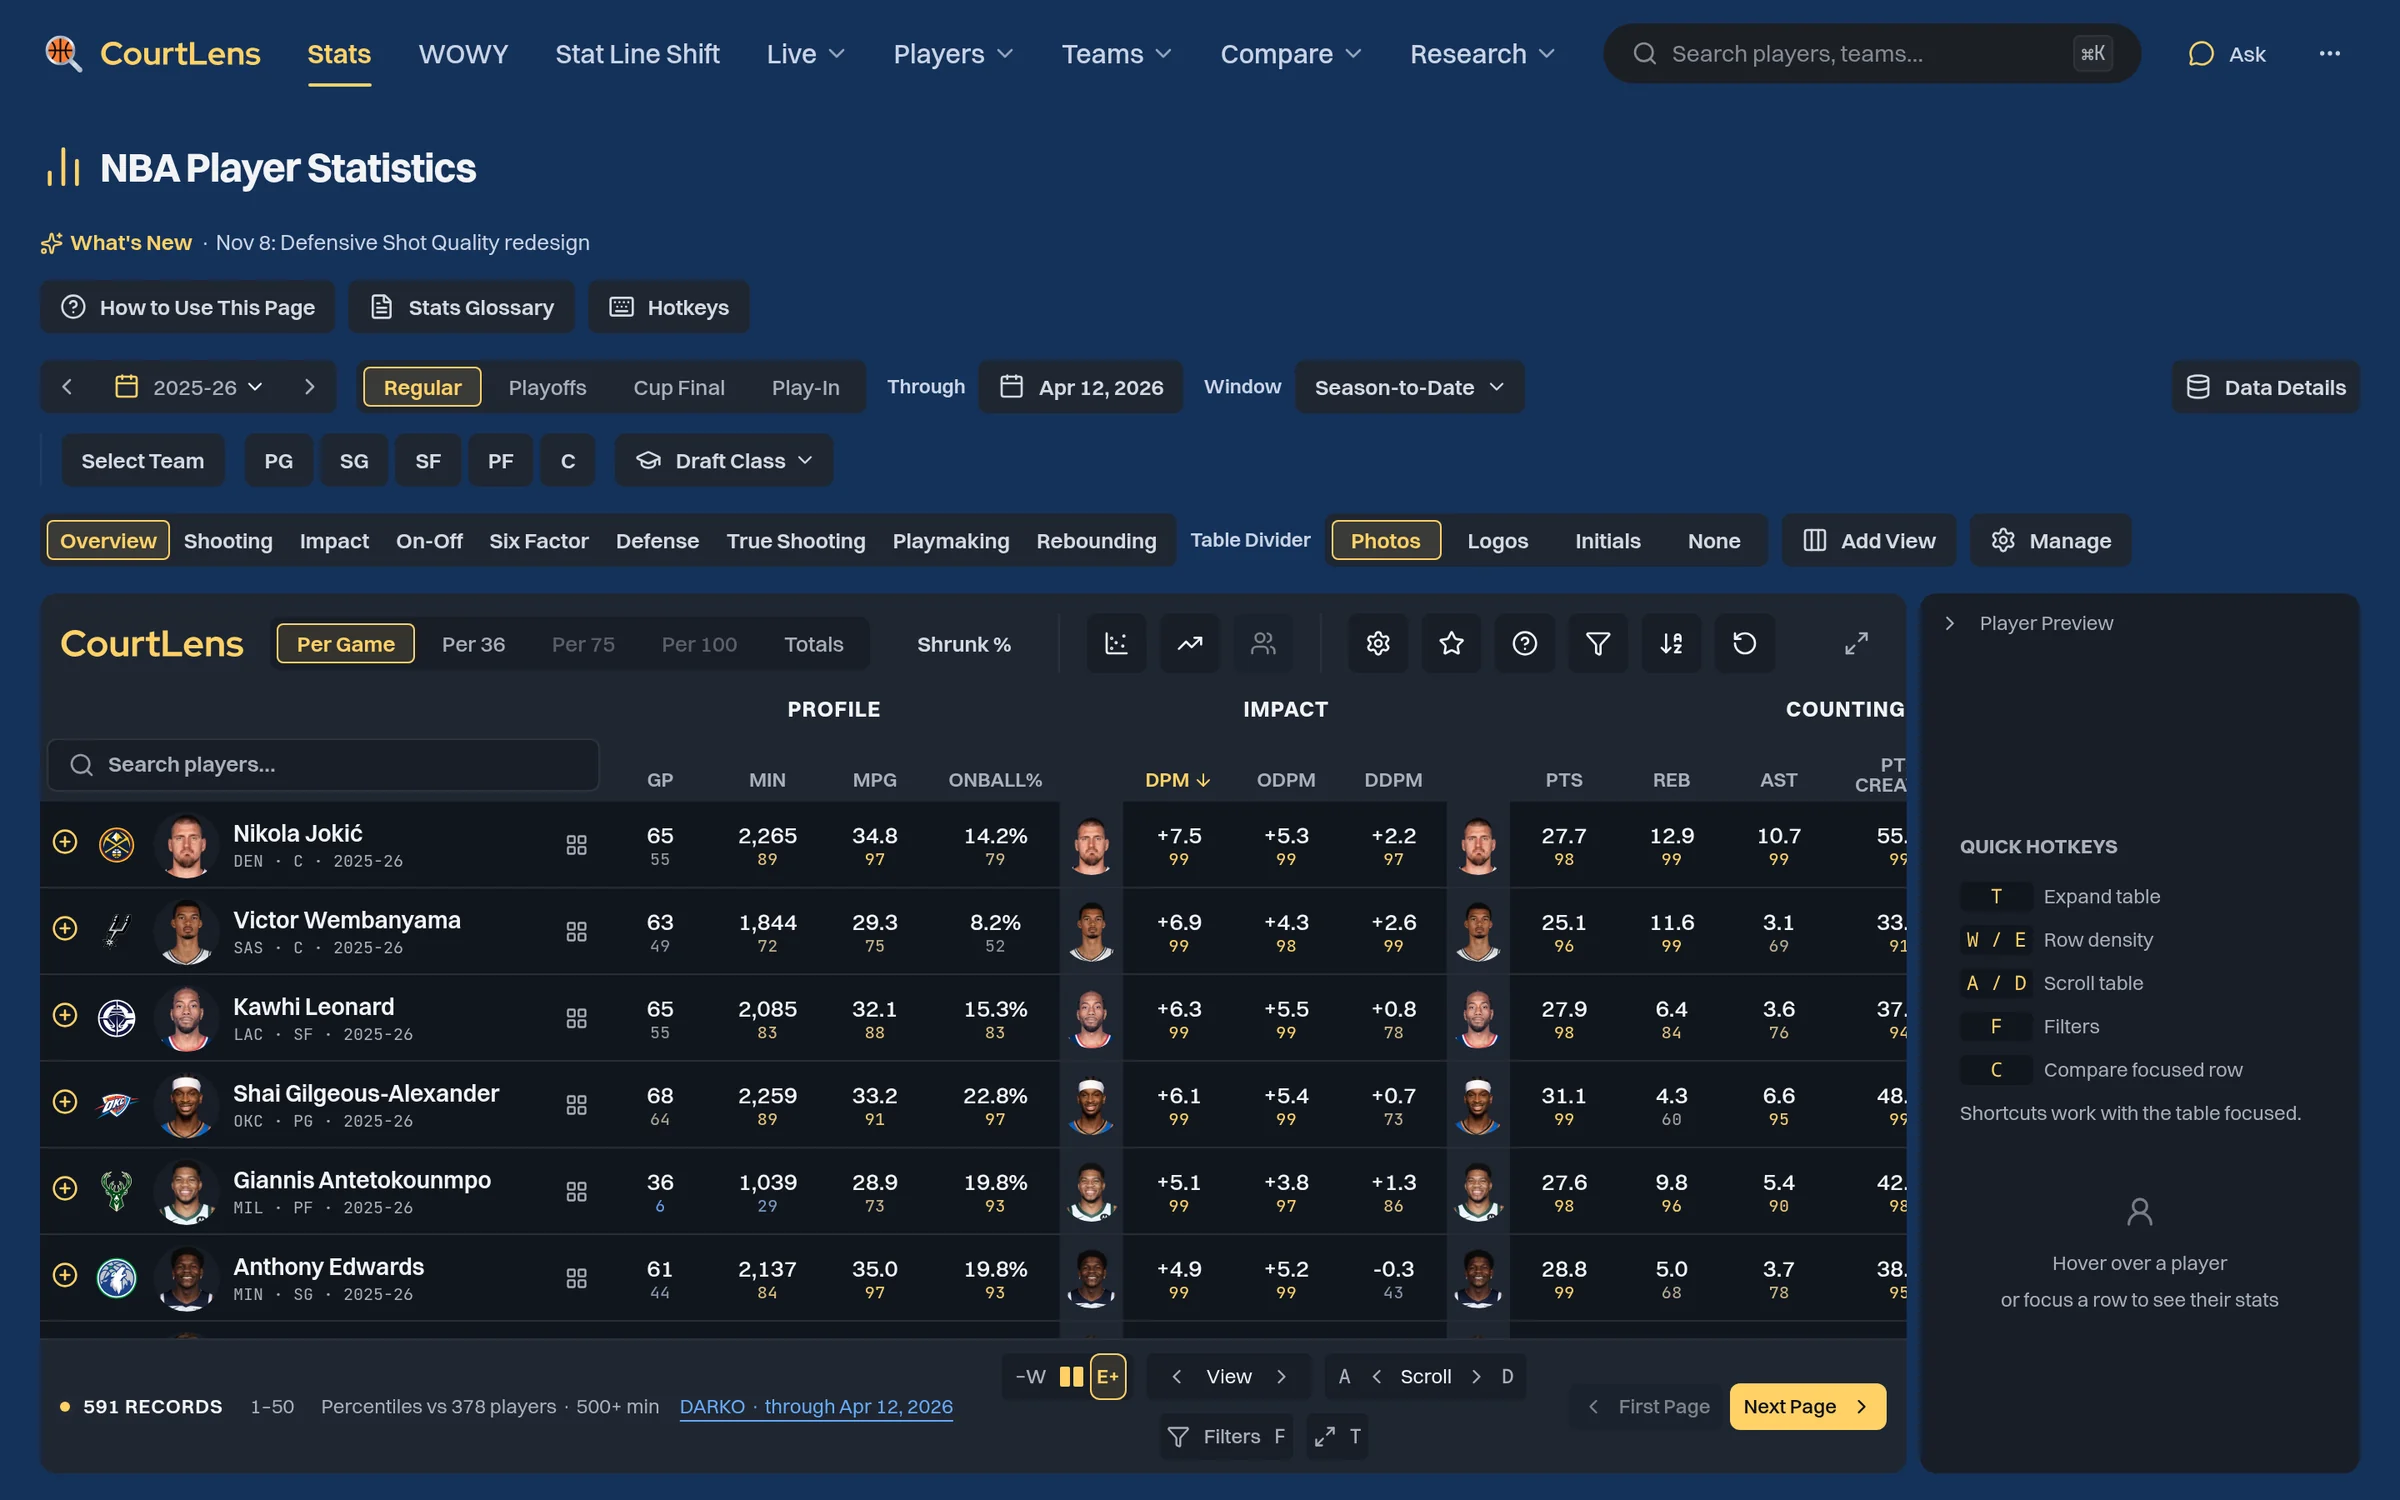 CourtLens Stats WOWY Stat Line Shift Live Players Teams Compare Research Search players, teams... ⌘K Ask
NBA Player Statistics
What's New · Nov 8: Defensive Shot Quality redesign
How to Use This Page Stats Glossary Hotkeys
2025-26 Regular Playoffs Cup Final Play-In Through Apr 12, 2026 Window Season-to-Date Data Details
Select Team PG SG SF PF C Draft Class
Overview Shooting Impact On-Off Six Factor Defense True Shooting Playmaking Rebounding Table Divider Photos Logos Initials None Add View Manage
CourtLens Per Game Per 36 Per 75 Per 100 Totals Shrunk %
PROFILE IMPACT COUNTING
Search players... GP MIN MPG ONBALL% DPM ODPM DDPM PTS REB AST PT
CREA
Nikola Jokić 65 2,265 34.8 14.2% +7.5 +5.3 +2.2 27.7 12.9 10.7 55.
DEN · C · 2025-26 55 89 97 79 99 99 97 98 99 99 99
Victor Wembanyama 63 1,844 29.3 8.2% +6.9 +4.3 +2.6 25.1 11.6 3.1 33.
SAS · C · 2025-26 49 72 75 52 99 98 99 96 99 69 91
Kawhi Leonard 65 2,085 32.1 15.3% +6.3 +5.5 +0.8 27.9 6.4 3.6 37.
LAC · SF · 2025-26 55 83 88 83 99 99 78 98 84 76 94
OKC
Shai Gilgeous-Alexander 68 2,259 33.2 22.8% +6.1 +5.4 +0.7 31.1 4.3 6.6 48.
OKC · PG · 2025-26 64 89 91 97 99 99 73 99 60 95 99
Giannis Antetokounmpo 36 1,039 28.9 19.8% +5.1 +3.8 +1.3 27.6 9.8 5.4 42.
MIL · PF · 2025-26 6 29 73 93 99 97 86 98 96 90 98
Anthony Edwards 61 2,137 35.0 19.8% +4.9 +5.2 -0.3 28.8 5.0 3.7 38.
MIN · SG · 2025-26 44 84 97 93 99 99 43 99 68 78 95
591 RECORDS 1-50 Percentiles vs 378 players · 500+ min DARKO · through Apr 12, 2026
-W E+ View A Scroll D
Filters F T
First Page Next Page
Player Preview
QUICK HOTKEYS
T Expand table
W / E Row density
A / D Scroll table
F Filters
C Compare focused row
Shortcuts work with the table focused.
Hover over a player
or focus a row to see their stats